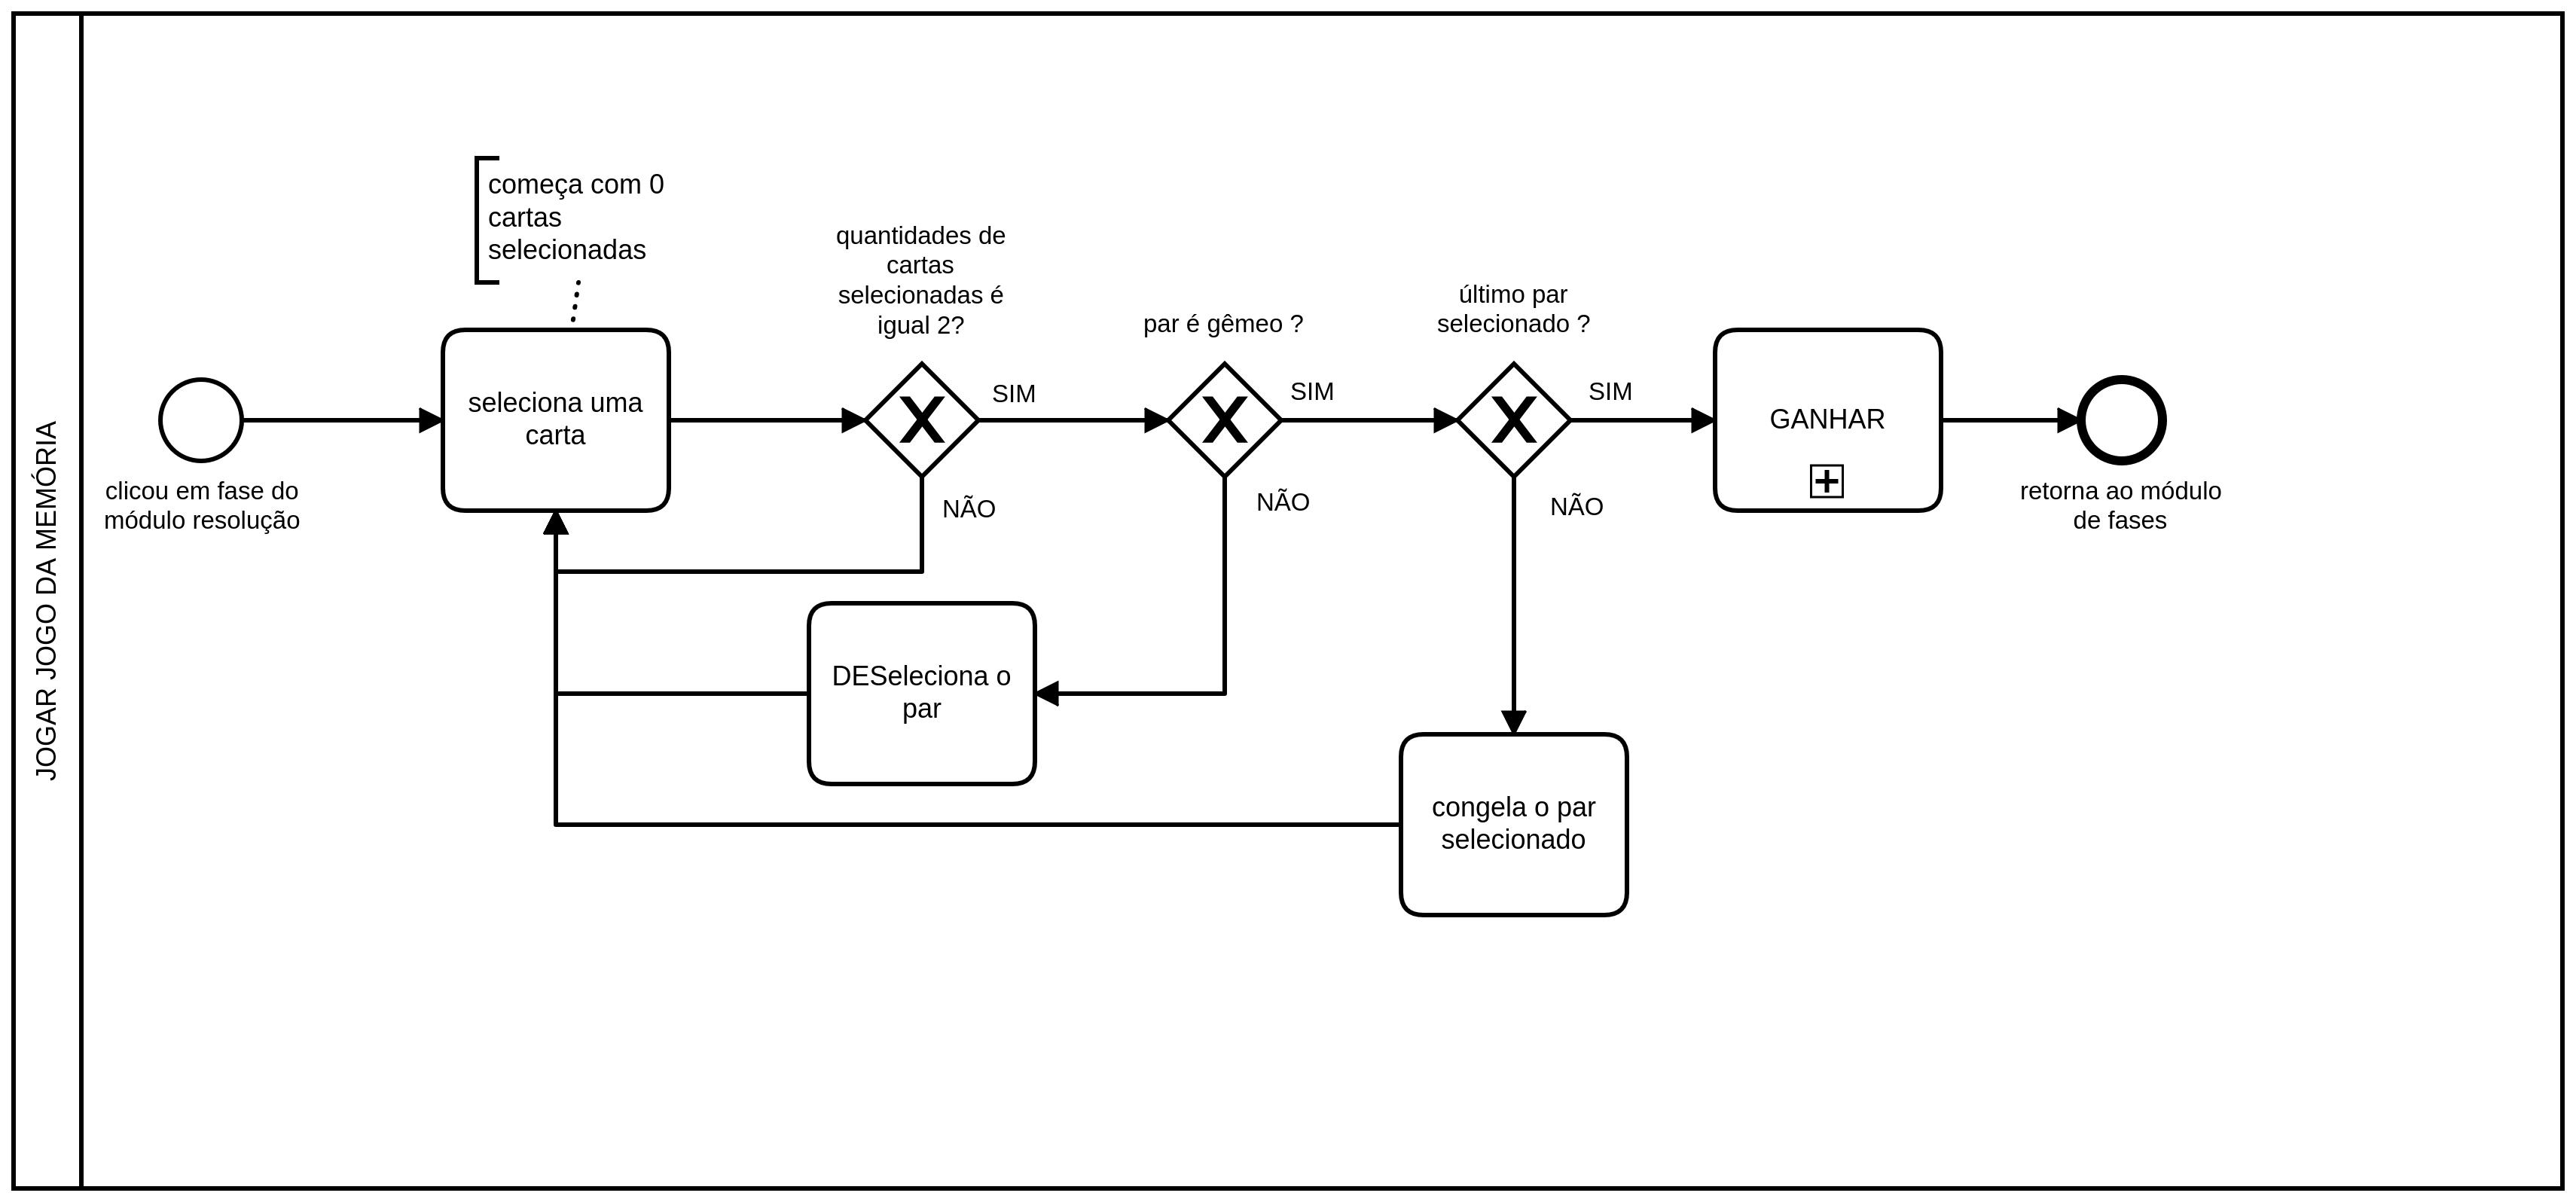 JOGAR JOGO DA MEMÓRIA
começa com 0
cartas
selecionadas
quantidades de
cartas
selecionadas é
igual 2?
par é gêmeo ?
último par
selecionado ?
clicou em fase do
módulo resolução
seleciona uma
carta
X
SIM
NÃO
X
SIM
NÃO
X
SIM
NÃO
GANHAR
retorna ao módulo
de fases
DESeleciona o
par
congela o par
selecionado